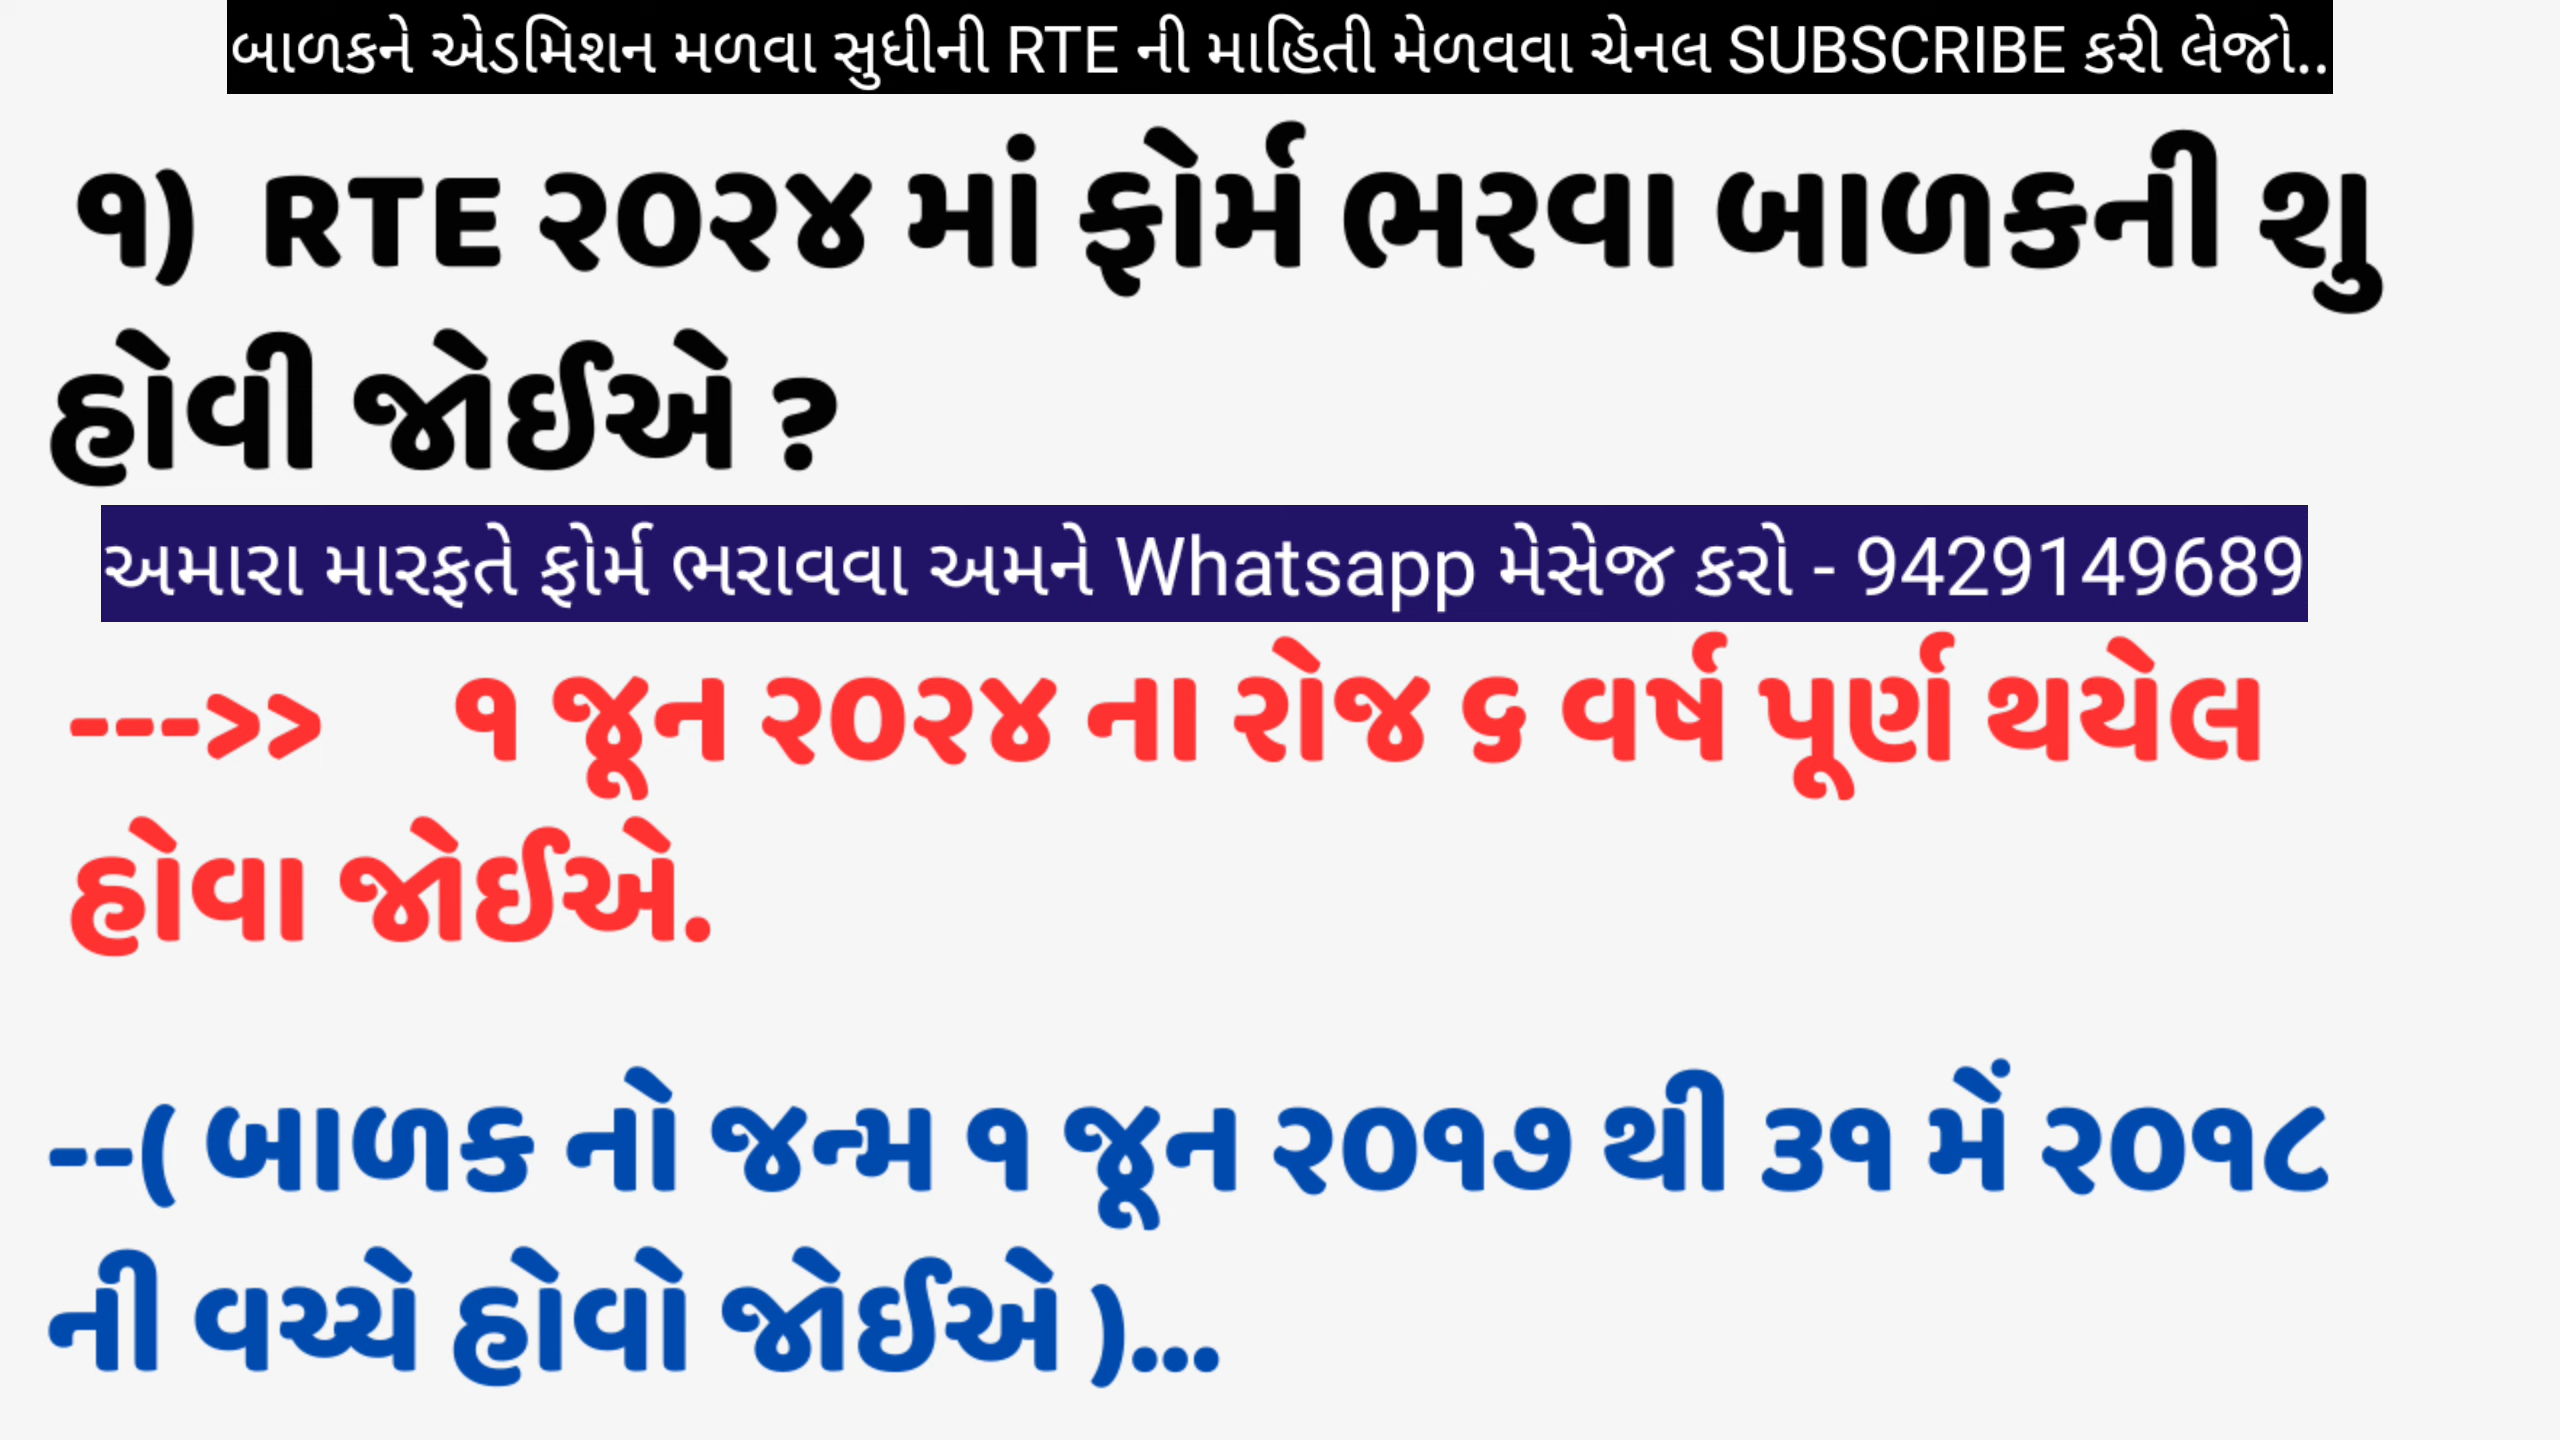 બાળકને એડમિશન મળવા સુધીની RTE ની માહિતી મેળવવા ચેનલ SUBSCRIBE કરી લેજો..
૧) RTE ૨૦૨૪ માં ફોર્મ ભરવા બાળકની શુ
હોવી જોઈએ ?
અમારા મારફતે ફોર્મ ભરાવવા અમને Whatsapp મેસેજ કરો - 9429149689
--->> ૧ જૂન ૨૦૨૪ ના રોજ ૬ વર્ષ પૂર્ણ થયેલ
હોવા જોઈએ.
--( બાળક નો જન્મ ૧ જૂન ૨૦૧૭ થી ૩૧ મેં ૨૦૧૮
ની વચ્ચે હોવો જોઈએ )...